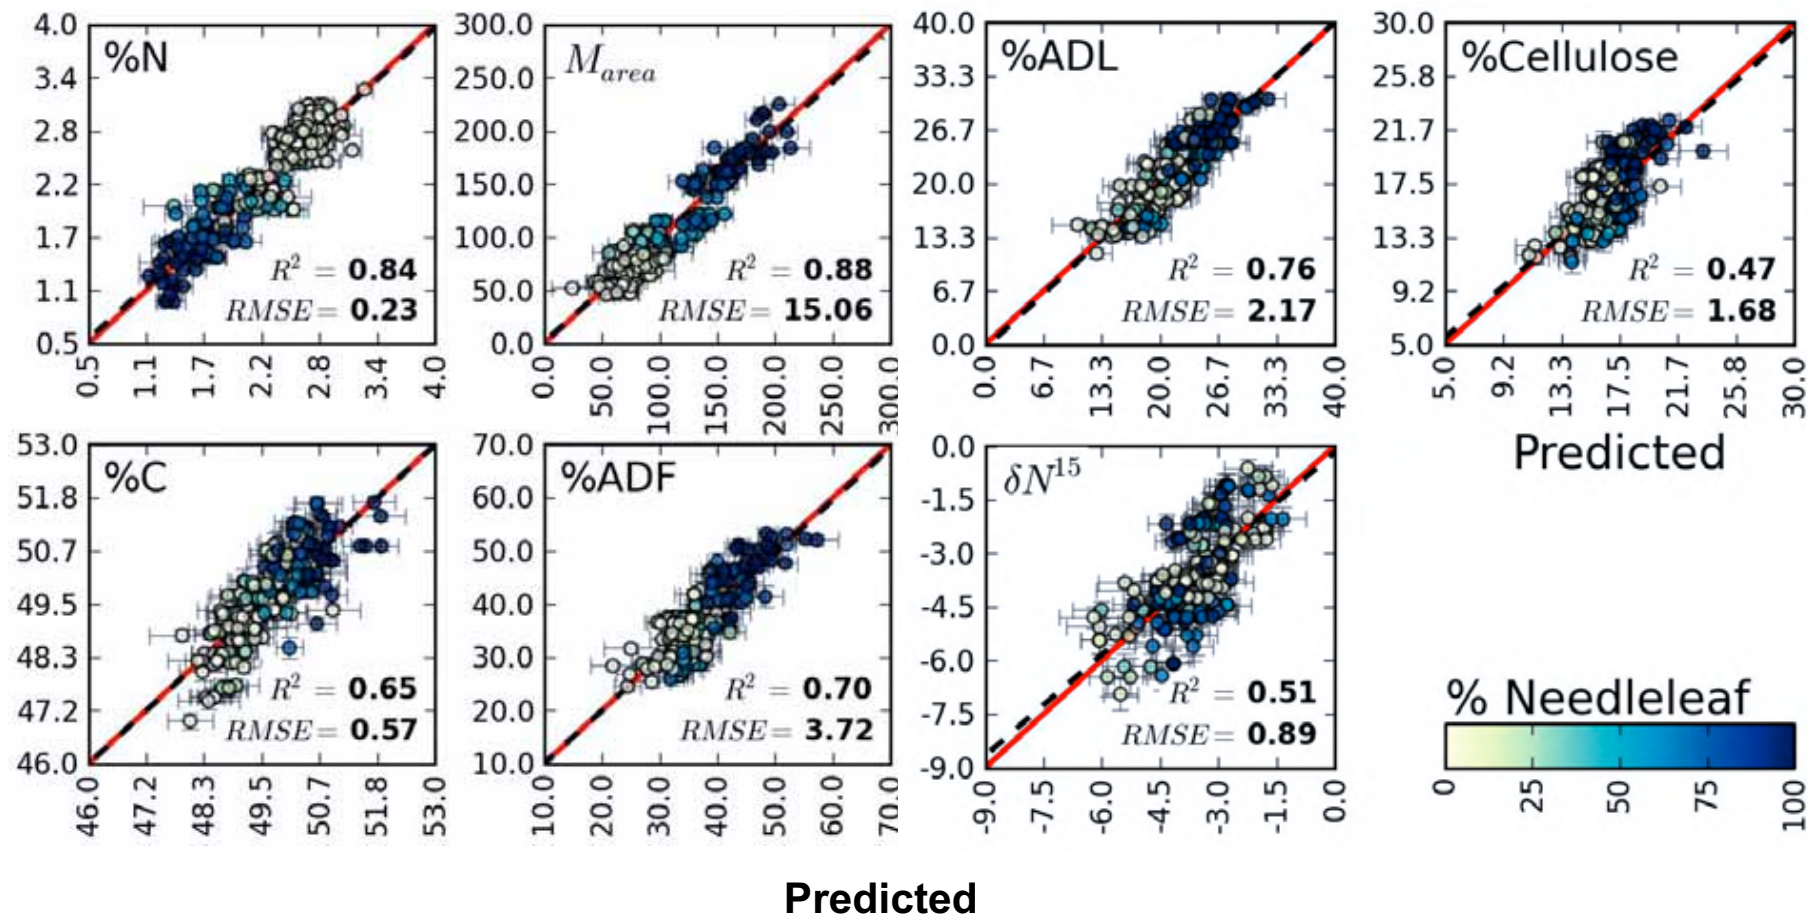 %N
4.0
3.4
2.8
2.2
1.7
1.1
0.5
0.5 1.1 1.7 2.2 2.8 3.4 4.0
R² = 0.84
RMSE = 0.23
M_area
300.0
250.0
200.0
150.0
100.0
50.0
0.0
0.0 50.0 100.0 150.0 200.0 250.0 300.0
R² = 0.88
RMSE = 15.06
%ADL
40.0
33.3
26.7
20.0
13.3
6.7
0.0
0.0 6.7 13.3 20.0 26.7 33.3 40.0
R² = 0.76
RMSE = 2.17
%Cellulose
30.0
25.8
21.7
17.5
13.3
9.2
5.0
5.0 9.2 13.3 17.5 21.7 25.8 30.0
R² = 0.47
RMSE = 1.68
Predicted
%C
53.0
51.8
50.7
49.5
48.3
47.2
46.0
46.0 47.2 48.3 49.5 50.7 51.8 53.0
R² = 0.65
RMSE = 0.57
%ADF
70.0
60.0
50.0
40.0
30.0
20.0
10.0
10.0 20.0 30.0 40.0 50.0 60.0 70.0
R² = 0.70
RMSE = 3.72
δN¹⁵
0.0
-1.5
-3.0
-4.5
-6.0
-7.5
-9.0
-9.0 -7.5 -6.0 -4.5 -3.0 -1.5 0.0
R² = 0.51
RMSE = 0.89
% Needleleaf
0 25 50 75 100
Predicted